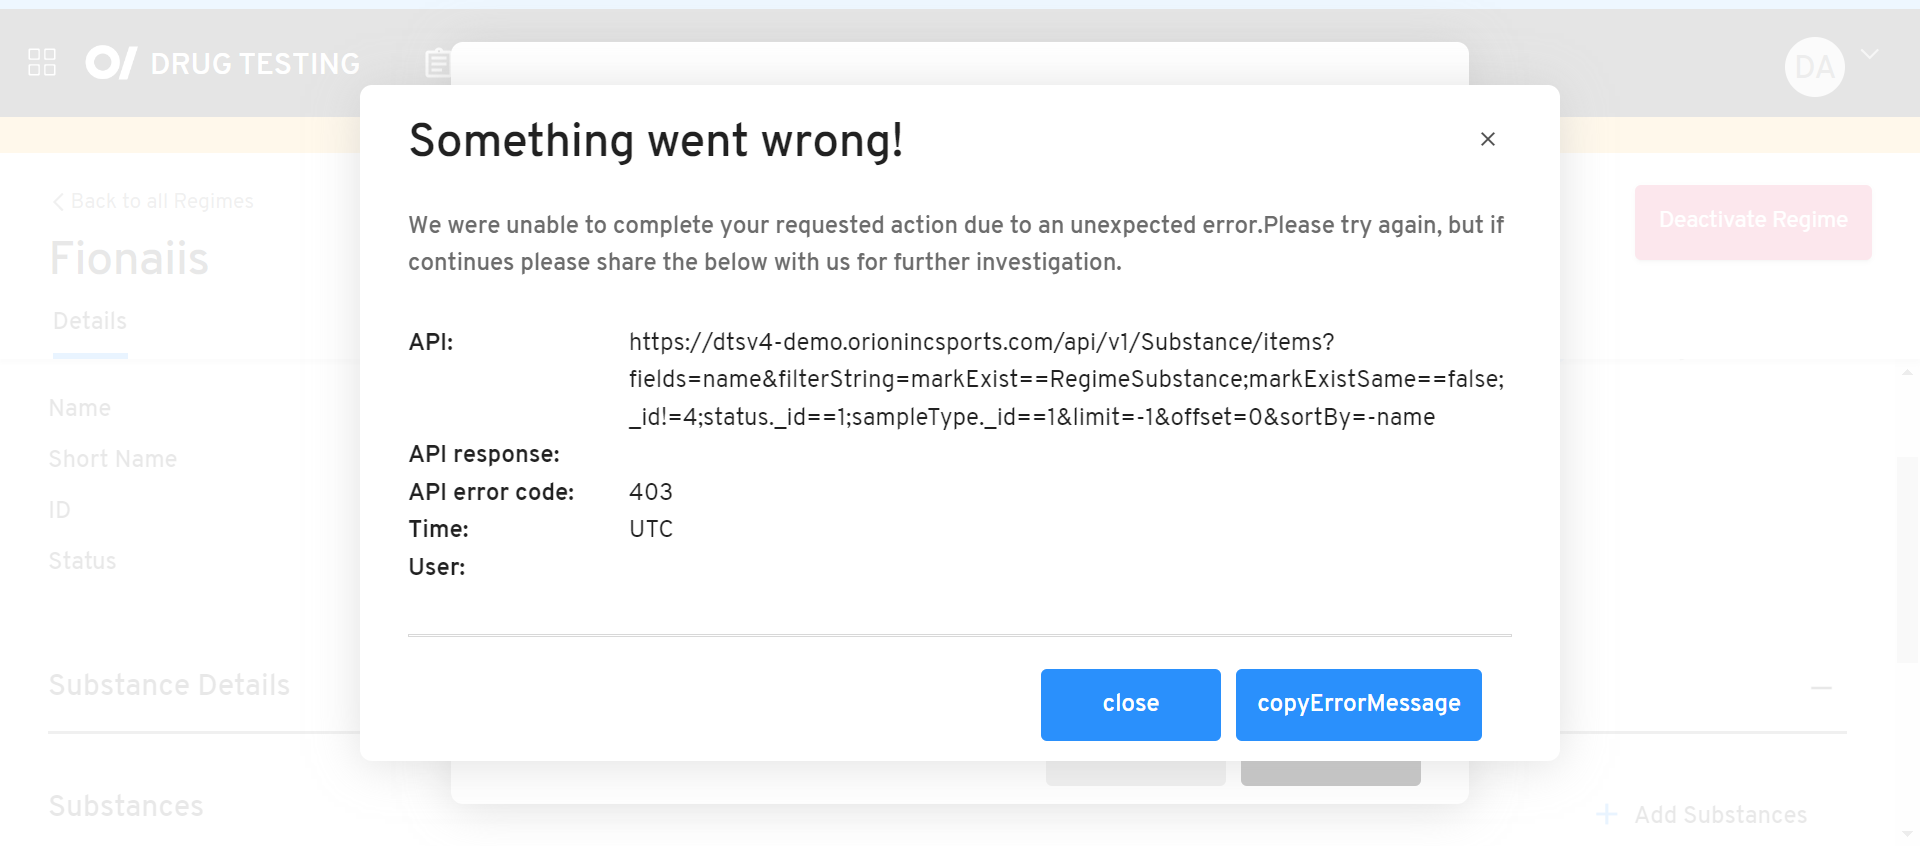 DRUG TESTING
DA
Back to all Regimes
Deactivate Regime
Fionaiis
Details
Name
Short Name
ID
Status
Substance Details
Substances
Add Substances
Something went wrong!
We were unable to complete your requested action due to an unexpected error.Please try again, but if
continues please share the below with us for further investigation.
API: https://dtsv4-demo.orionincsports.com/api/v1/Substance/items?
fields=name&filterString=markExist==RegimeSubstance;markExistSame==false;
_id!=4;status._id==1;sampleType._id==1&limit=-1&offset=0&sortBy=-name
API response:
API error code: 403
Time: UTC
User:
close copyErrorMessage